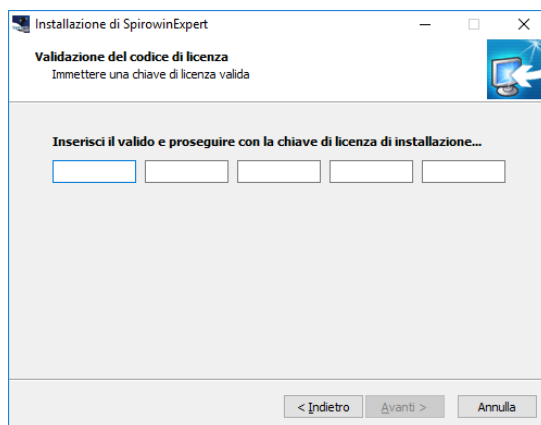 Installazione di SpirowinExpert
Validazione del codice di licenza
Immettere una chiave di licenza valida
Inserisci il valido e proseguire con la chiave di licenza di installazione...
< Indietro
Avanti >
Annulla